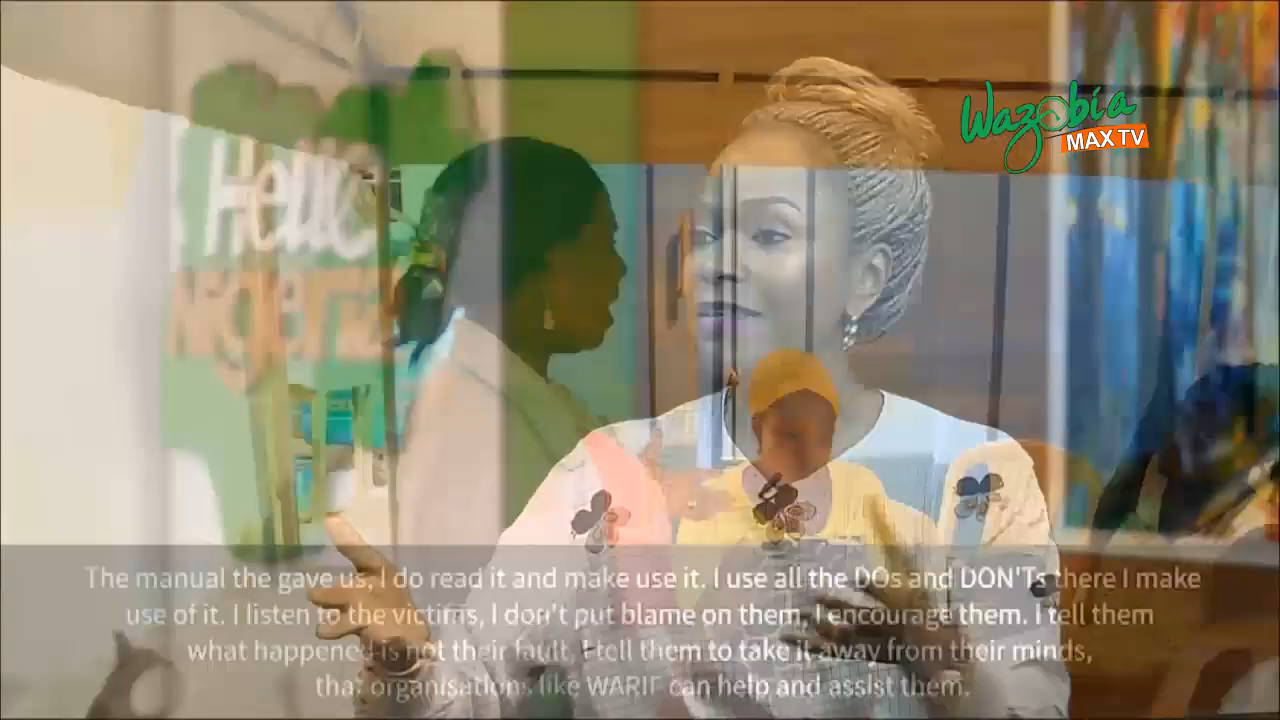 Wazobia
MAX TV
Hello
Nigeria
The manual the gave us, I do read it and make use it. I use all the DOs and DON'Ts there I make
use of it. I listen to the victims, I don't put blame on them, I encourage them. I tell them
what happened is not their fault, I tell them to take it away from their minds,
that organisations like WARIF can help and assist them.